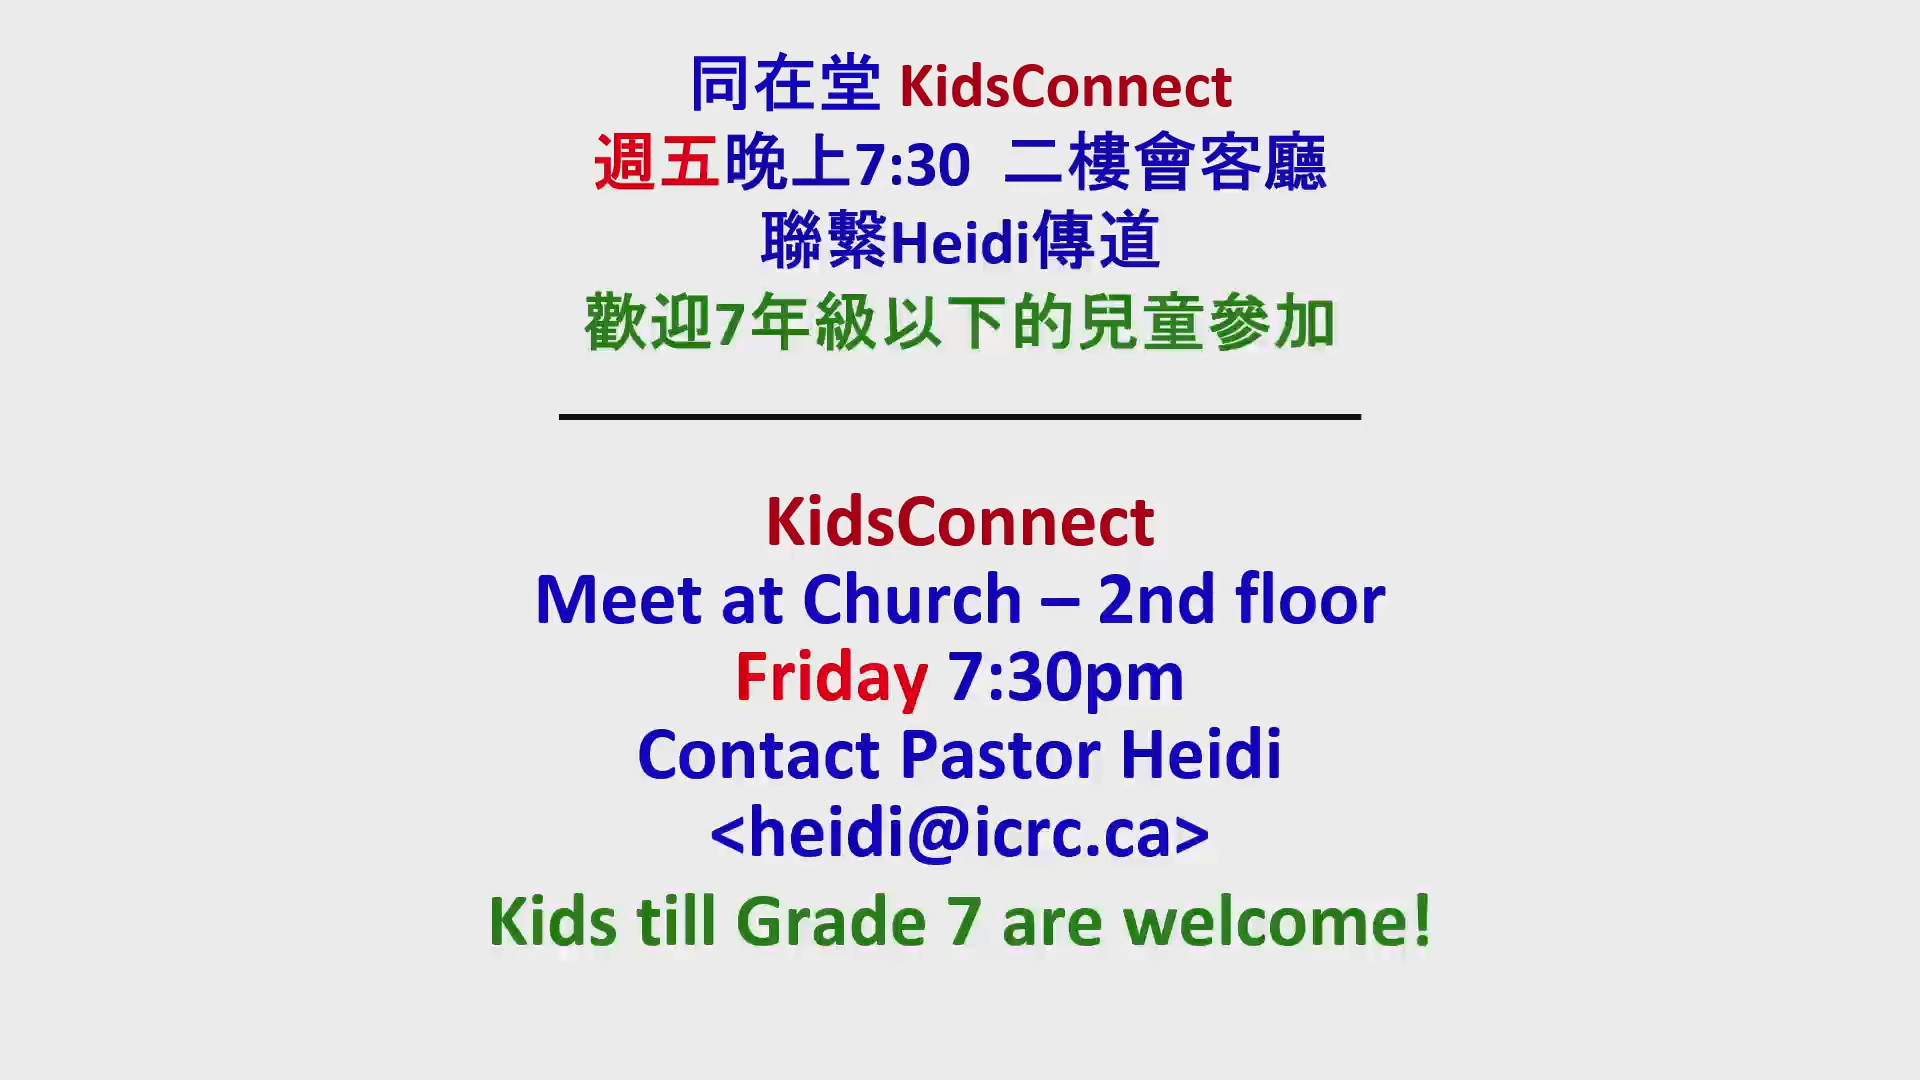 同在堂 KidsConnect
週五晚上7:30 二樓會客廳
聯繫Heidi傳道
歡迎7年級以下的兒童參加
KidsConnect
Meet at Church – 2nd floor
Friday 7:30pm
Contact Pastor Heidi
<heidi@icrc.ca>
Kids till Grade 7 are welcome!